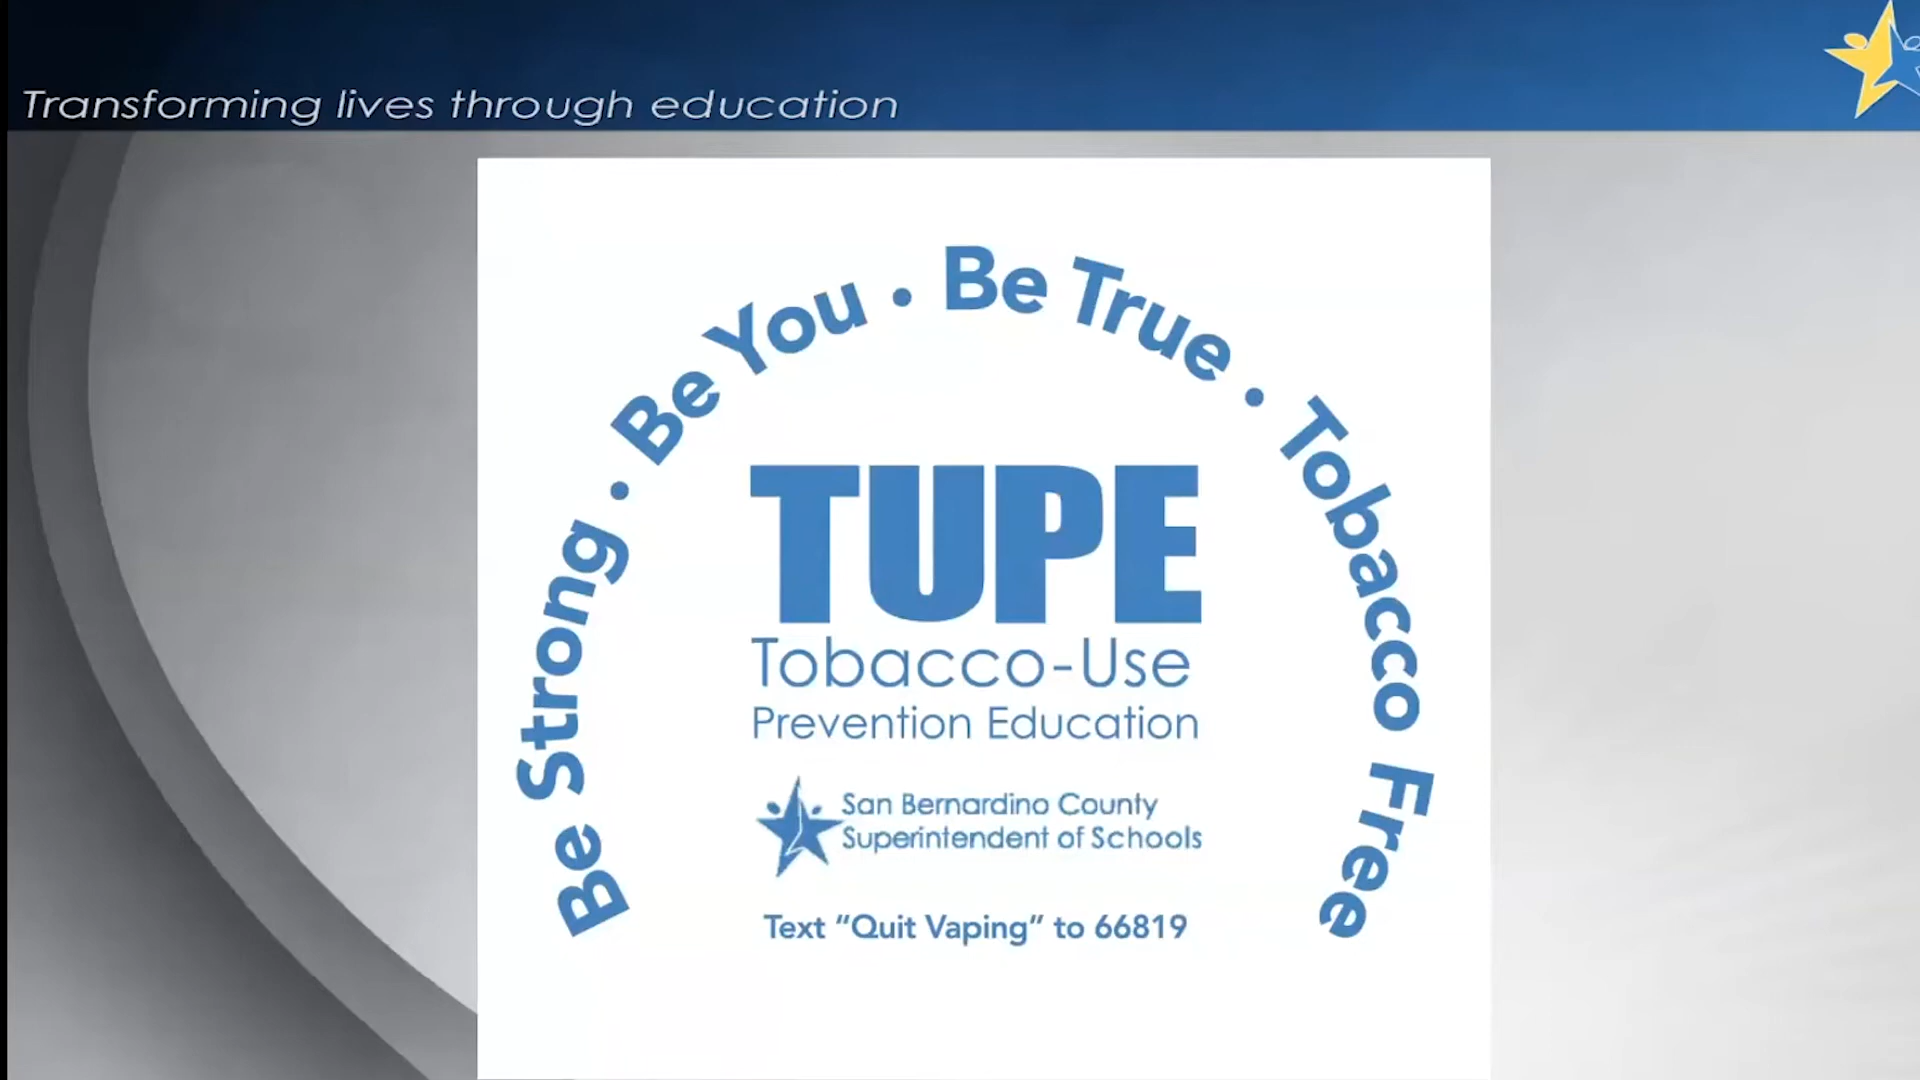 Transforming lives through education
Be Strong · Be You · Be True · Tobacco Free
TUPE
Tobacco-Use
Prevention Education
San Bernardino County
Superintendent of Schools
Text “Quit Vaping” to 66819